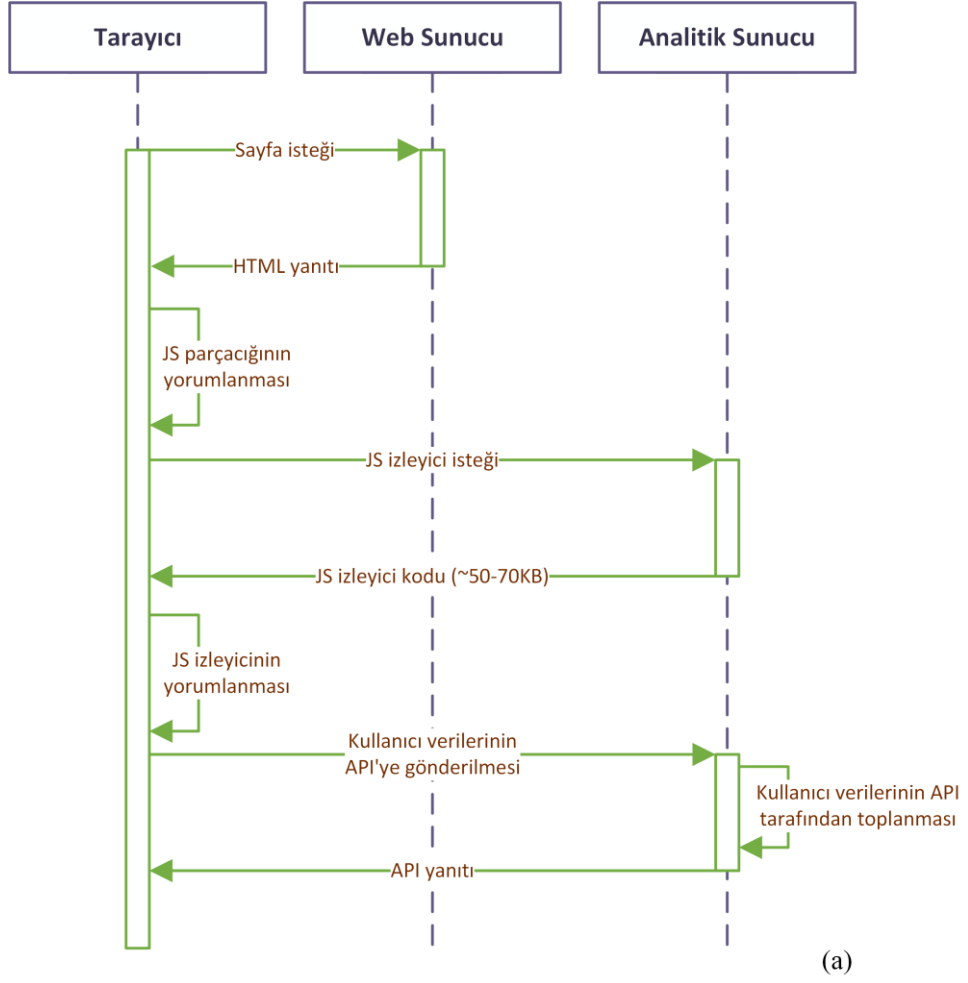 Tarayıcı
Web Sunucu
Analitik Sunucu
Sayfa isteği
HTML yanıtı
JS parçacığının
yorumlanması
JS izleyici isteği
JS izleyici kodu (~50-70KB)
JS izleyicinin
yorumlanması
Kullanıcı verilerinin
API'ye gönderilmesi
Kullanıcı verilerinin API
tarafından toplanması
API yanıtı
(a)